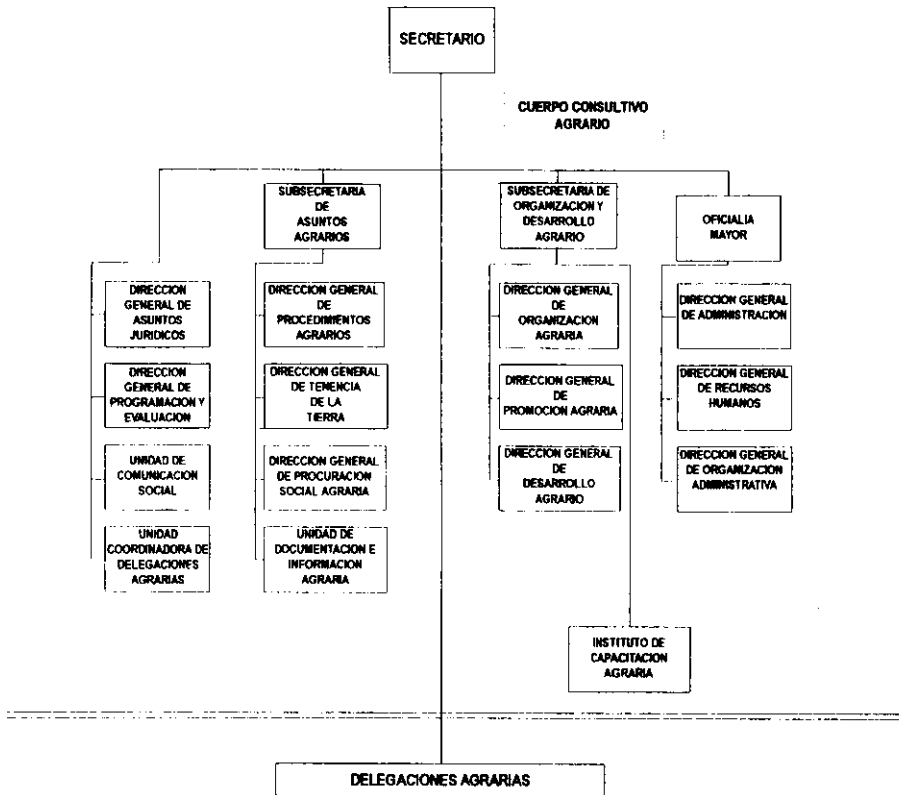 SECRETARIO
CUERPO CONSULTIVO
AGRARIO
SUBSECRETARIA
DE
ASUNTOS
AGRARIOS
SUBSECRETARIA DE
ORGANIZACION Y
DESARROLLO
AGRARIO
OFICIALIA
MAYOR
DIRECCION
GENERAL DE
ASUNTOS
JURIDICOS
DIRECCION GENERAL
DE
PROCEDIMIENTOS
AGRARIOS
DIRECCION GENERAL
DE
ORGANIZACION
AGRARIA
DIRECCION GENERAL
DE ADMINISTRACION
DIRECCION
GENERAL DE
PROGRAMACION Y
EVALUACION
DIRECCION GENERAL
DE TENENCIA
DE LA
TIERRA
DIRECCION GENERAL
DE
PROMOCION AGRARIA
DIRECCION GENERAL
DE RECURSOS
HUMANOS
UNIDAD DE
COMUNICACION
SOCIAL
DIRECCION GENERAL
DE PROCURACION
SOCIAL AGRARIA
DIRECCION GENERAL
DE
DESARROLLO
AGRARIO
DIRECCION GENERAL
DE ORGANIZACION
ADMINISTRATIVA
UNIDAD
COORDINADORA DE
DELEGACIONES
AGRARIAS
UNIDAD DE
DOCUMENTACION E
INFORMACION
AGRARIA
INSTITUTO DE
CAPACITACION
AGRARIA
DELEGACIONES AGRARIAS